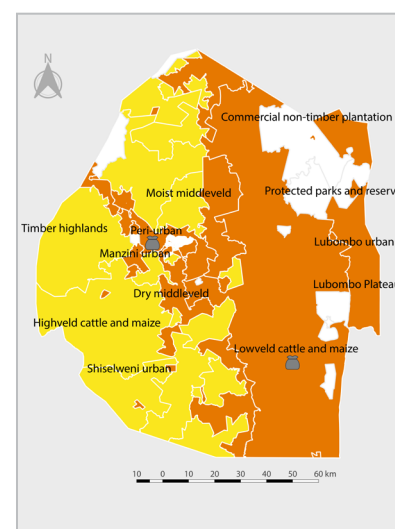 N
Commercial non-timber plantation
Moist middleveld
Protected parks and reserv
Timber highlands
Peri-urban
Lubombo urban
Manzini urban
Lubombo Plateau
Dry middleveld
Highveld cattle and maize
Lowveld cattle and maize
Shiselweni urban
10 0 10 20 30 40 50 60 km